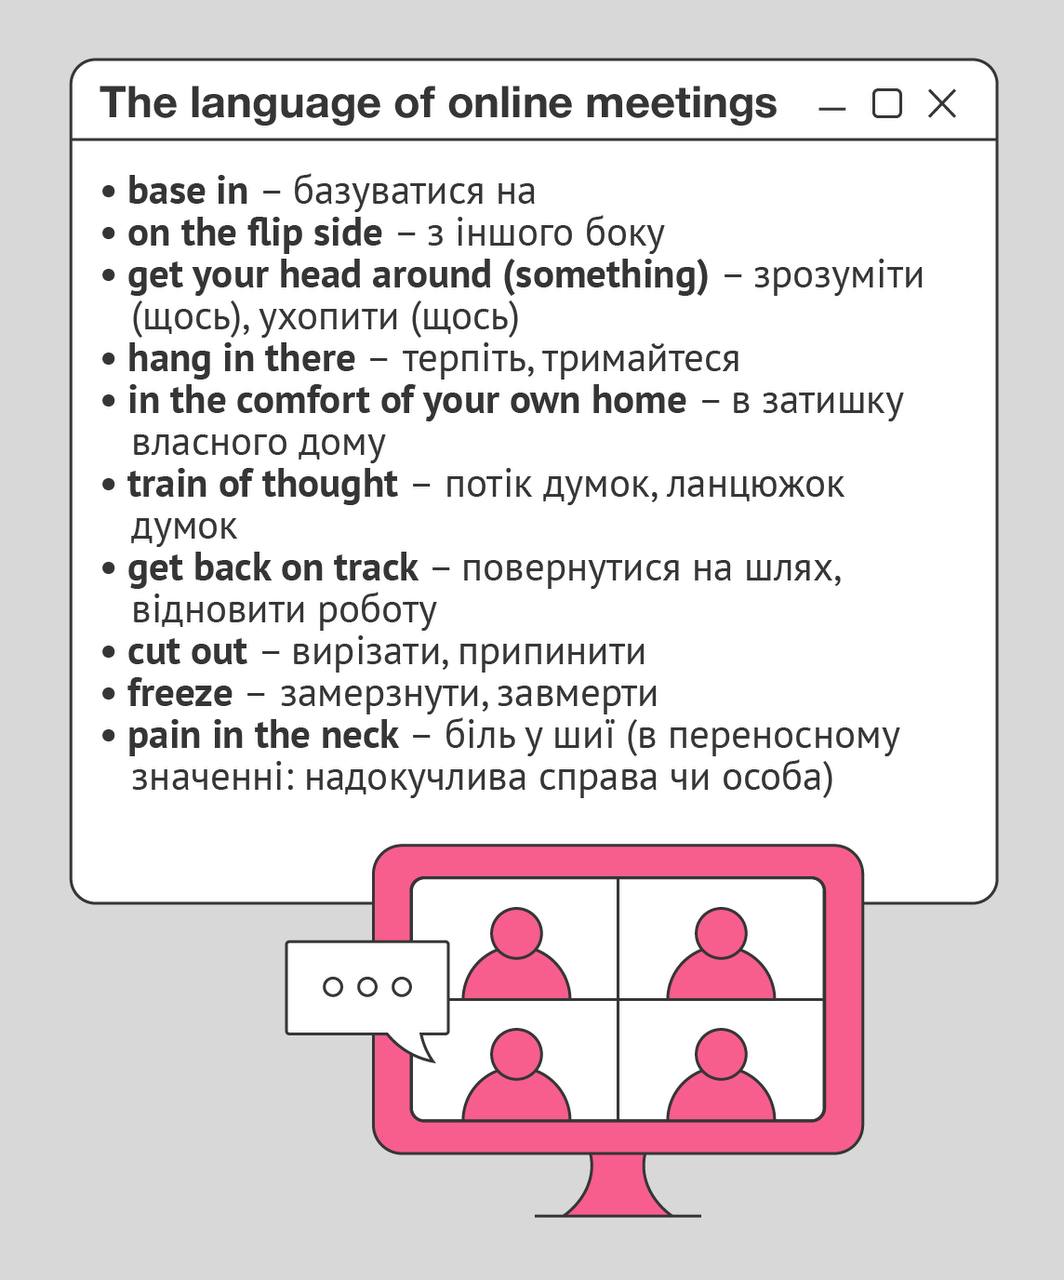 The language of online meetings
• base in – базуватися на
• on the flip side – з іншого боку
• get your head around (something) – зрозуміти
(щось), ухопити (щось)
• hang in there – терпіть, тримайтеся
• in the comfort of your own home – в затишку
власного дому
• train of thought – потік думок, ланцюжок
думок
• get back on track – повернутися на шлях,
відновити роботу
• cut out – вирізати, припинити
• freeze – замерзнути, завмерти
• pain in the neck – біль у шиї (в переносному
значенні: надокучлива справа чи особа)